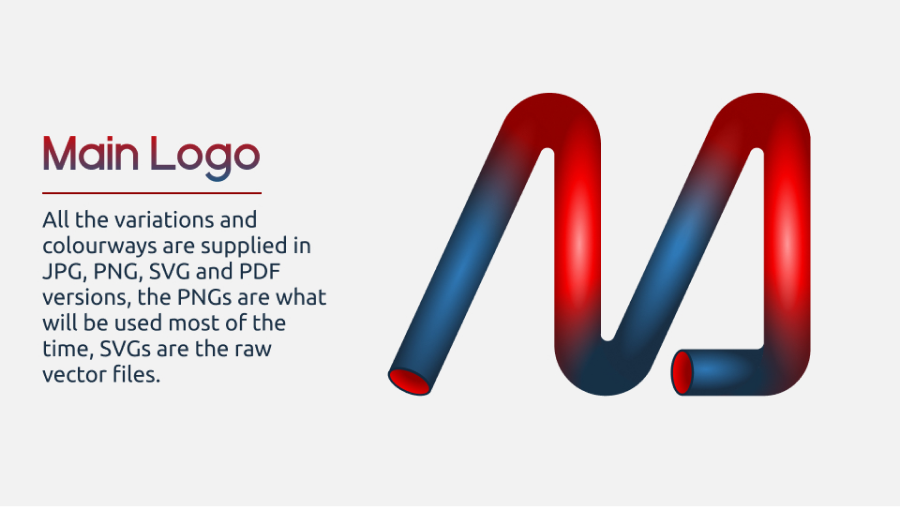 Main Logo
All the variations and
colourways are supplied in
JPG, PNG, SVG and PDF
versions, the PNGs are what
will be used most of the
time, SVGs are the raw
vector files.